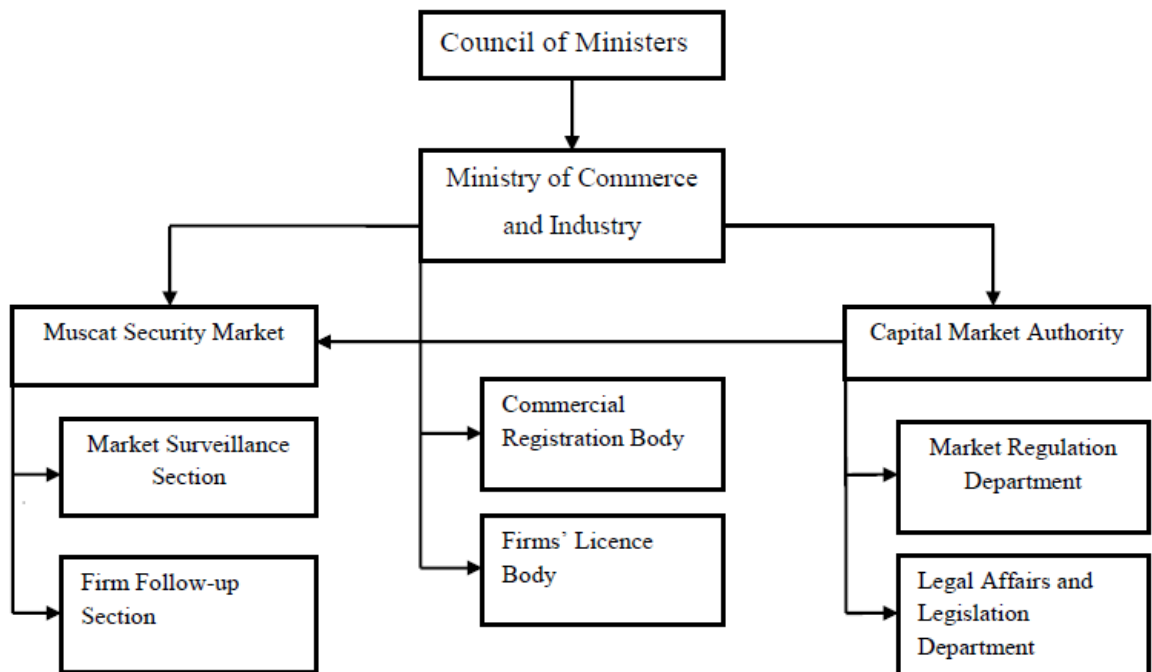 Council of Ministers
Ministry of Commerce
and Industry
Muscat Security Market
Capital Market Authority
Commercial
Registration Body
Market Surveillance
Section
Market Regulation
Department
Firms’ Licence
Body
Firm Follow-up
Section
Legal Affairs and
Legislation
Department